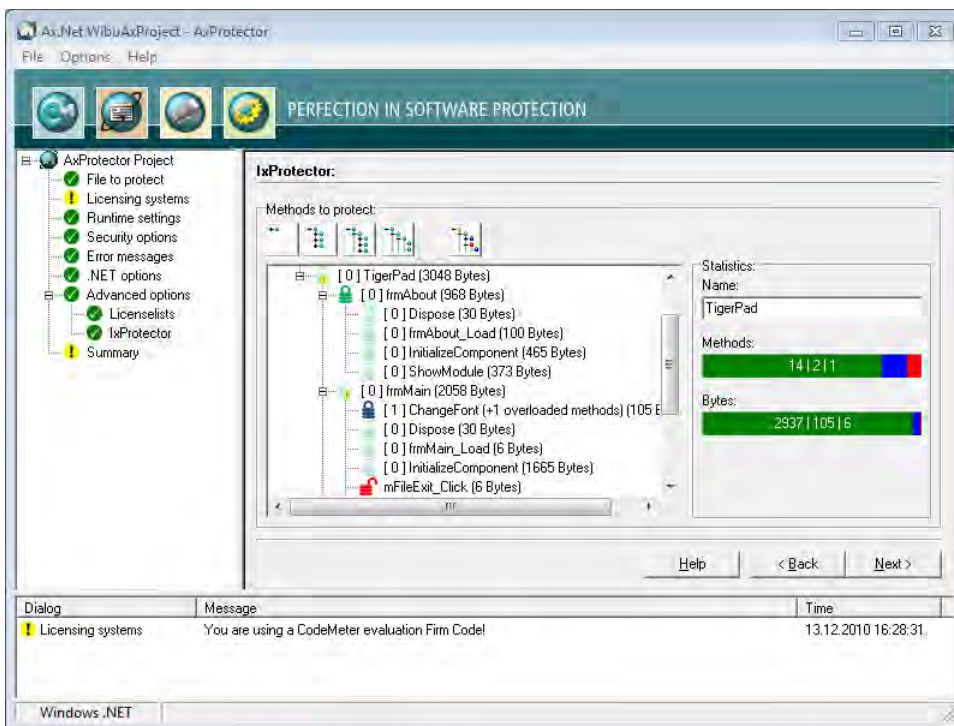 Ax.Net.WibuAxProject - AxProtector
File Options Help
PERFECTION IN SOFTWARE PROTECTION
AxProtector Project
File to protect
Licensing systems
Runtime settings
Security options
Error messages
.NET options
Advanced options
Licenselists
IxProtector
Summary
IxProtector:
Methods to protect:
[ 0 ] TigerPad (3048 Bytes)
[ 0 ] frmAbout (968 Bytes)
[ 0 ] Dispose (30 Bytes)
[ 0 ] frmAbout_Load (100 Bytes)
[ 0 ] InitializeComponent (465 Bytes)
[ 0 ] ShowModule (373 Bytes)
[ 0 ] frmMain (2058 Bytes)
[ 1 ] ChangeFont (+1 overloaded methods) (105 E
[ 0 ] Dispose (30 Bytes)
[ 0 ] frmMain_Load (6 Bytes)
[ 0 ] InitializeComponent (1665 Bytes)
mFileExit_Click (6 Bytes)
Statistics:
Name:
TigerPad
Methods:
14 | 2 | 1
Bytes:
2937 | 105 | 6
Help < Back Next >
Dialog Message Time
Licensing systems You are using a CodeMeter evaluation Firm Code! 13.12.2010 16:28:31
Windows .NET